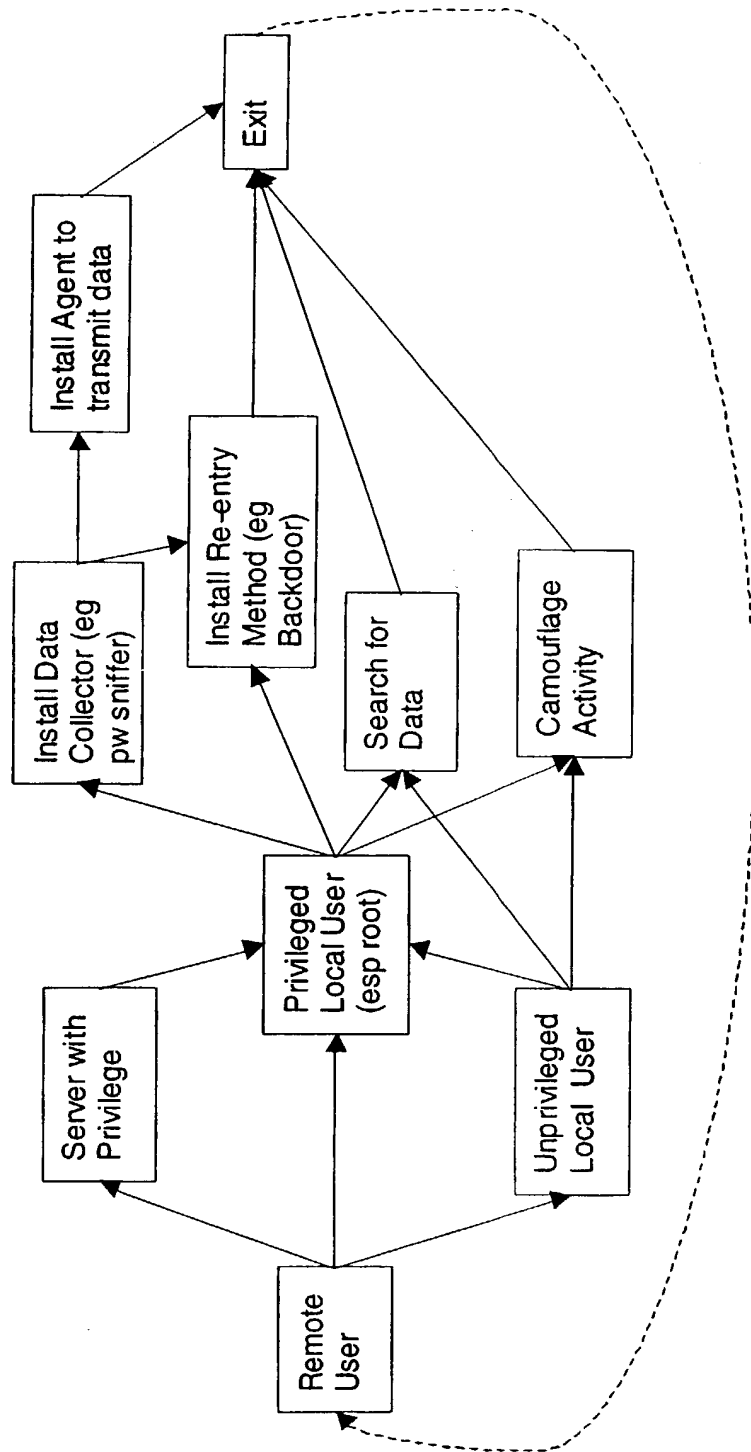 Remote
User
Server with
Privilege
Unprivileged
Local User
Privileged
Local User
(esp root)
Install Data
Collector (eg
pw sniffer
Install Re-entry
Method (eg
Backdoor)
Search for
Data
Camouflage
Activity
Install Agent to
transmit data
Exit